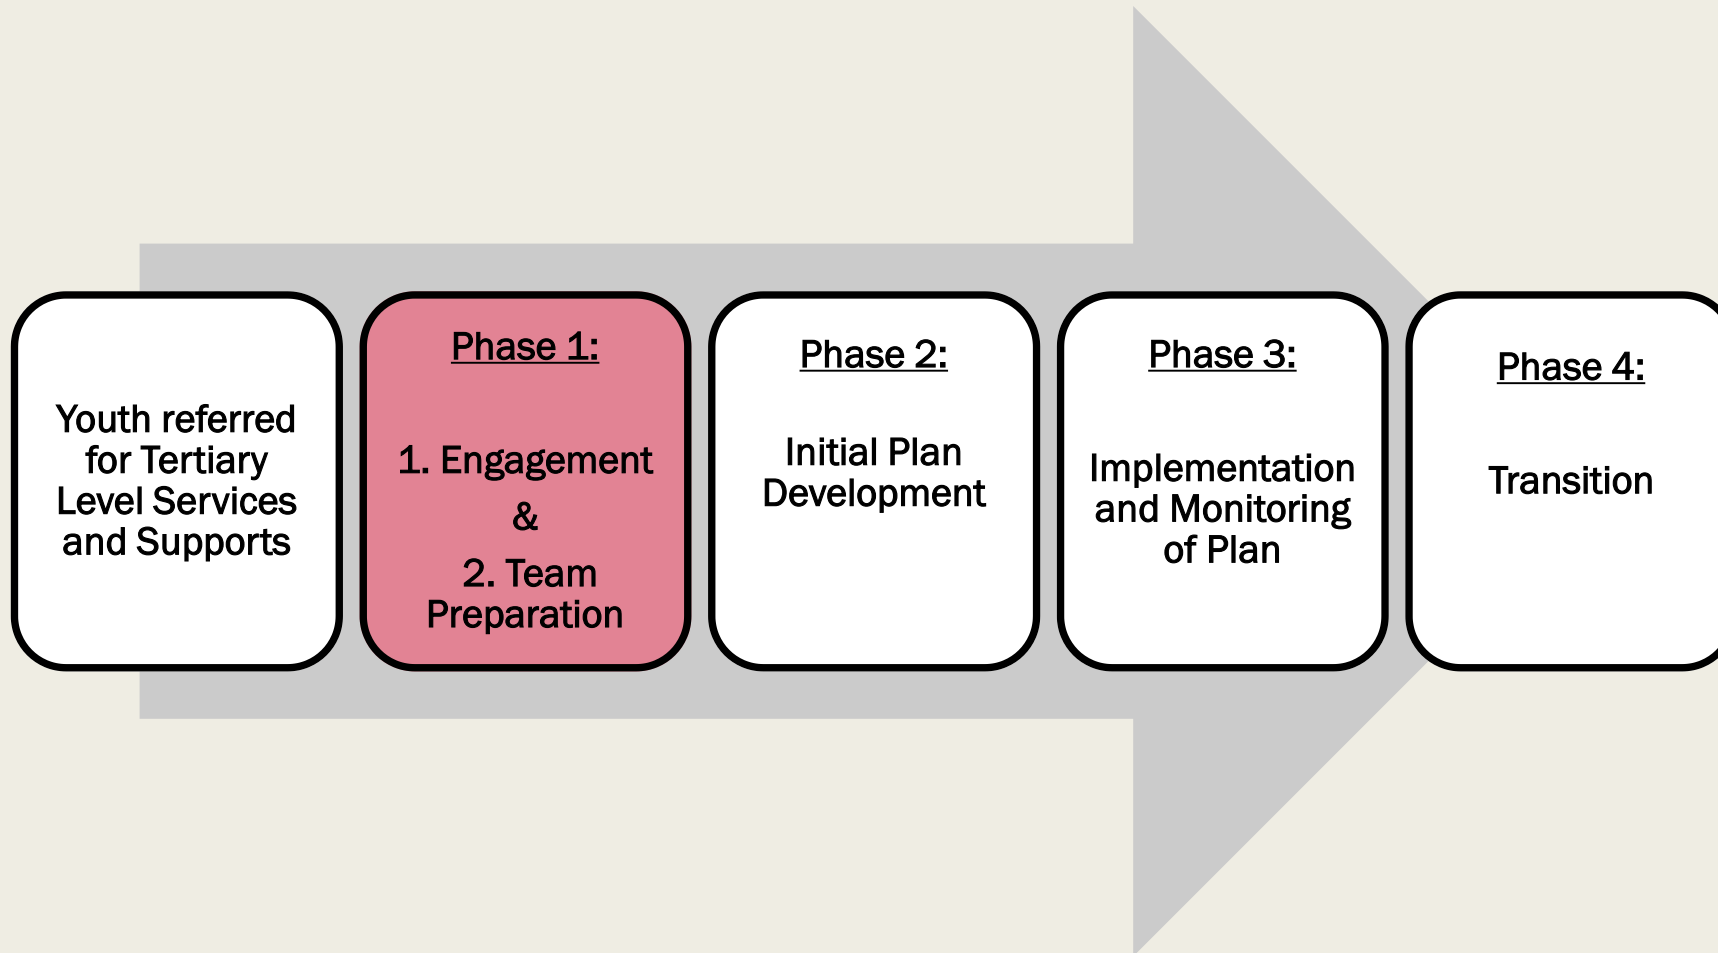 Youth referred
for Tertiary
Level Services
and Supports
Phase 1:
1. Engagement
&
2. Team
Preparation
Phase 2:
Initial Plan
Development
Phase 3:
Implementation
and Monitoring
of Plan
Phase 4:
Transition